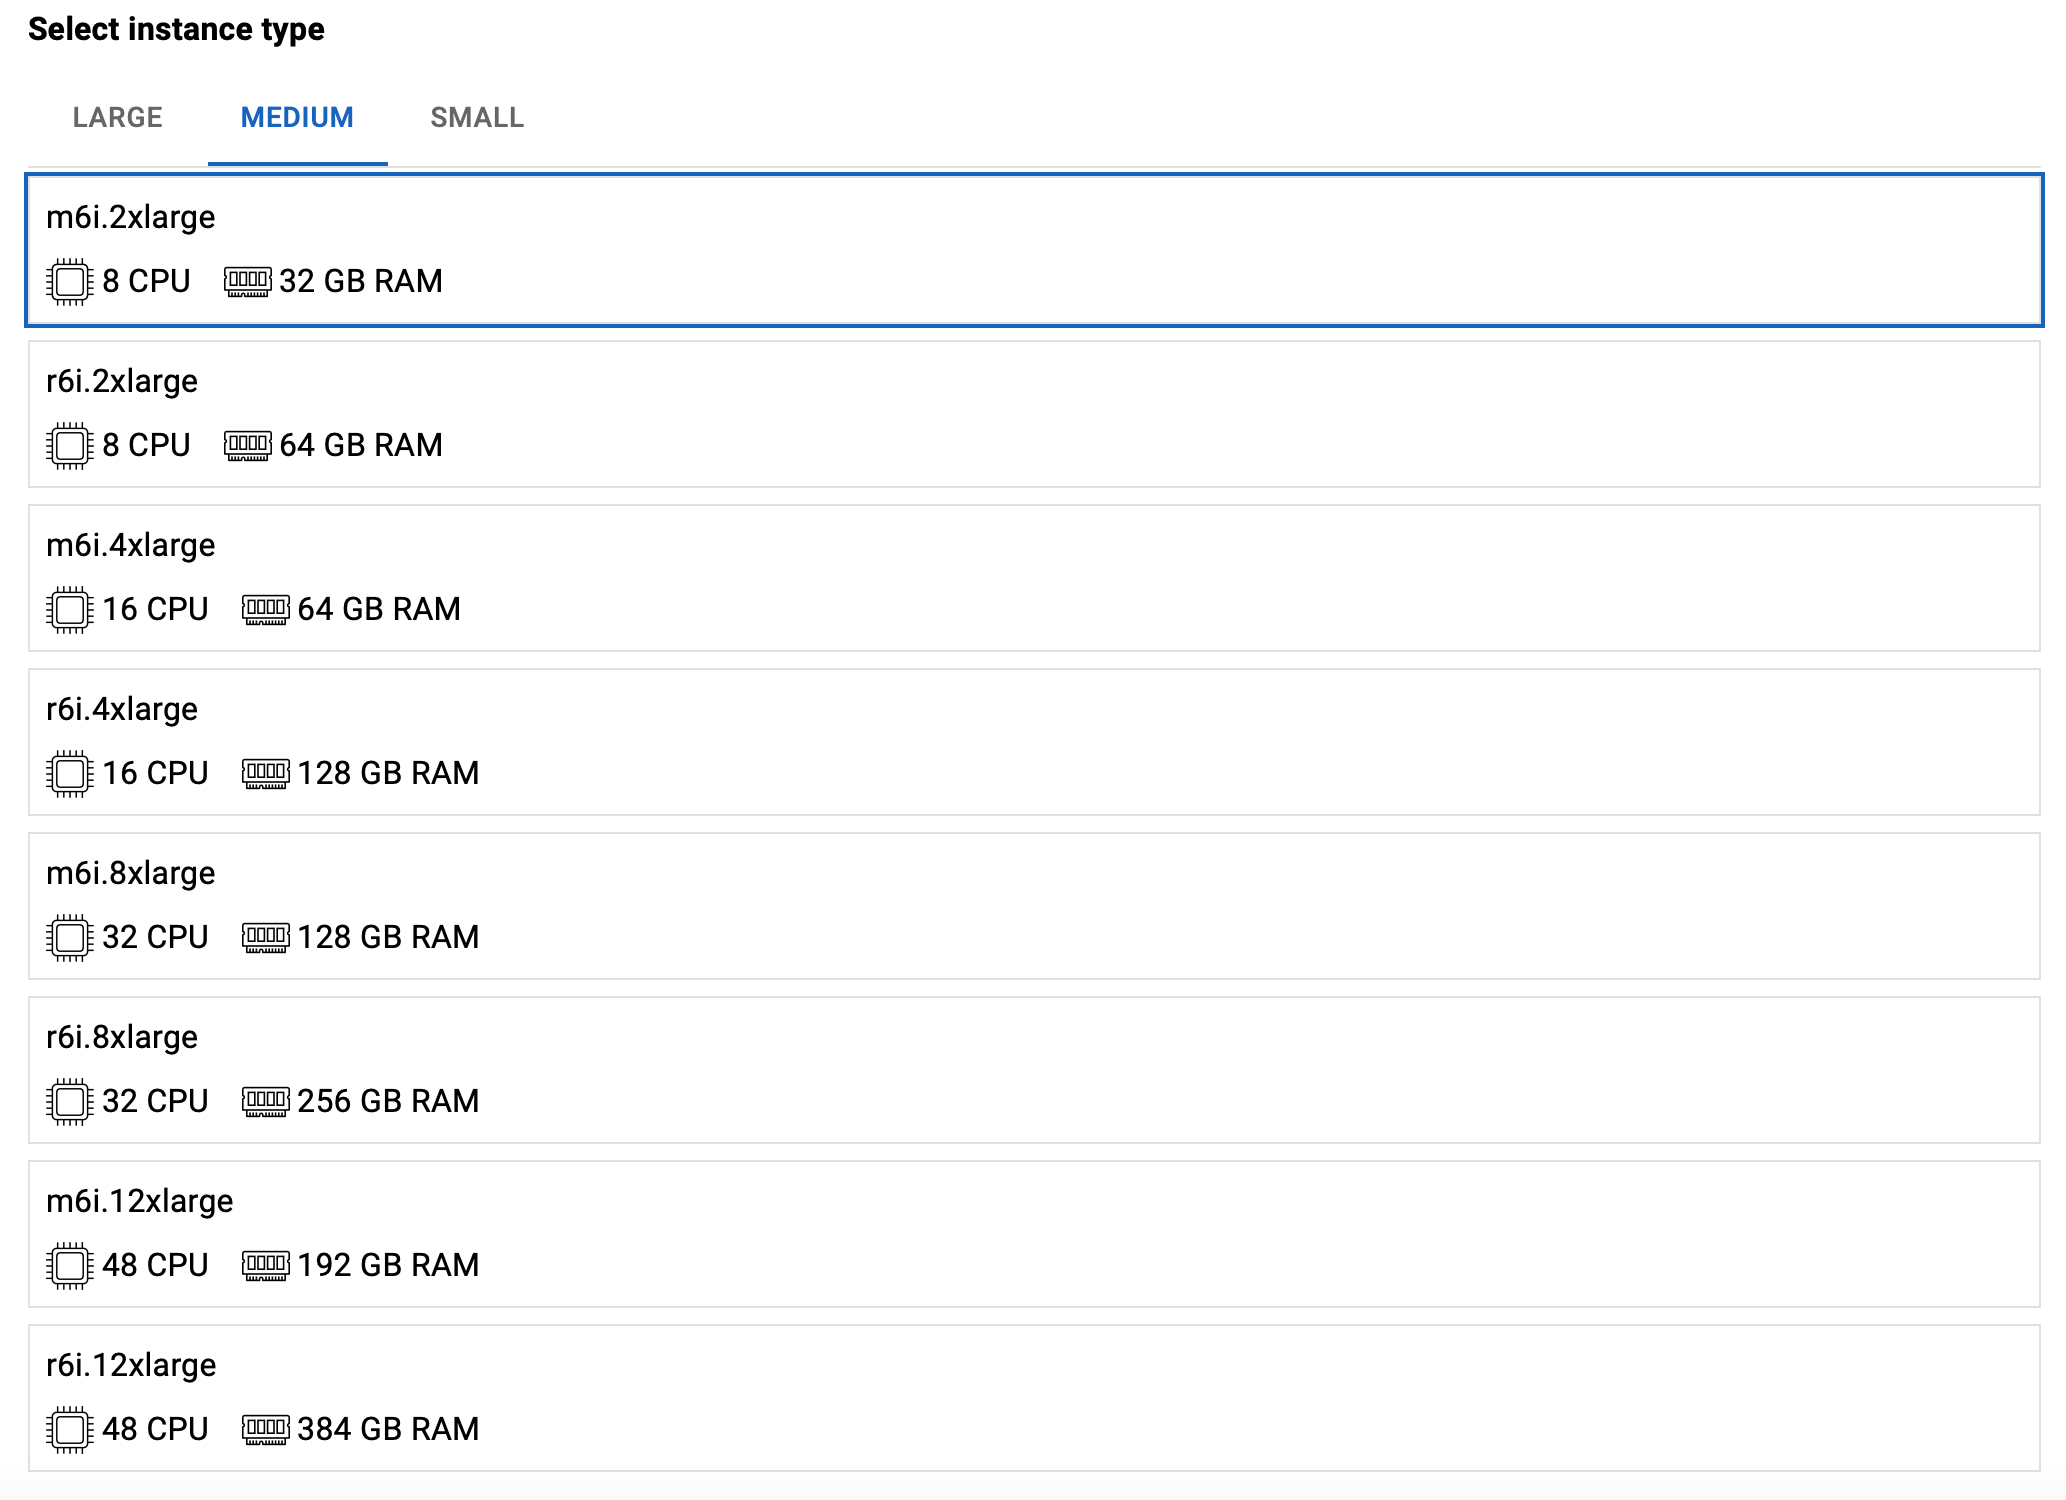 Select instance type
LARGE MEDIUM SMALL
m6i.2xlarge
8 CPU 32 GB RAM
r6i.2xlarge
8 CPU 64 GB RAM
m6i.4xlarge
16 CPU 64 GB RAM
r6i.4xlarge
16 CPU 128 GB RAM
m6i.8xlarge
32 CPU 128 GB RAM
r6i.8xlarge
32 CPU 256 GB RAM
m6i.12xlarge
48 CPU 192 GB RAM
r6i.12xlarge
48 CPU 384 GB RAM